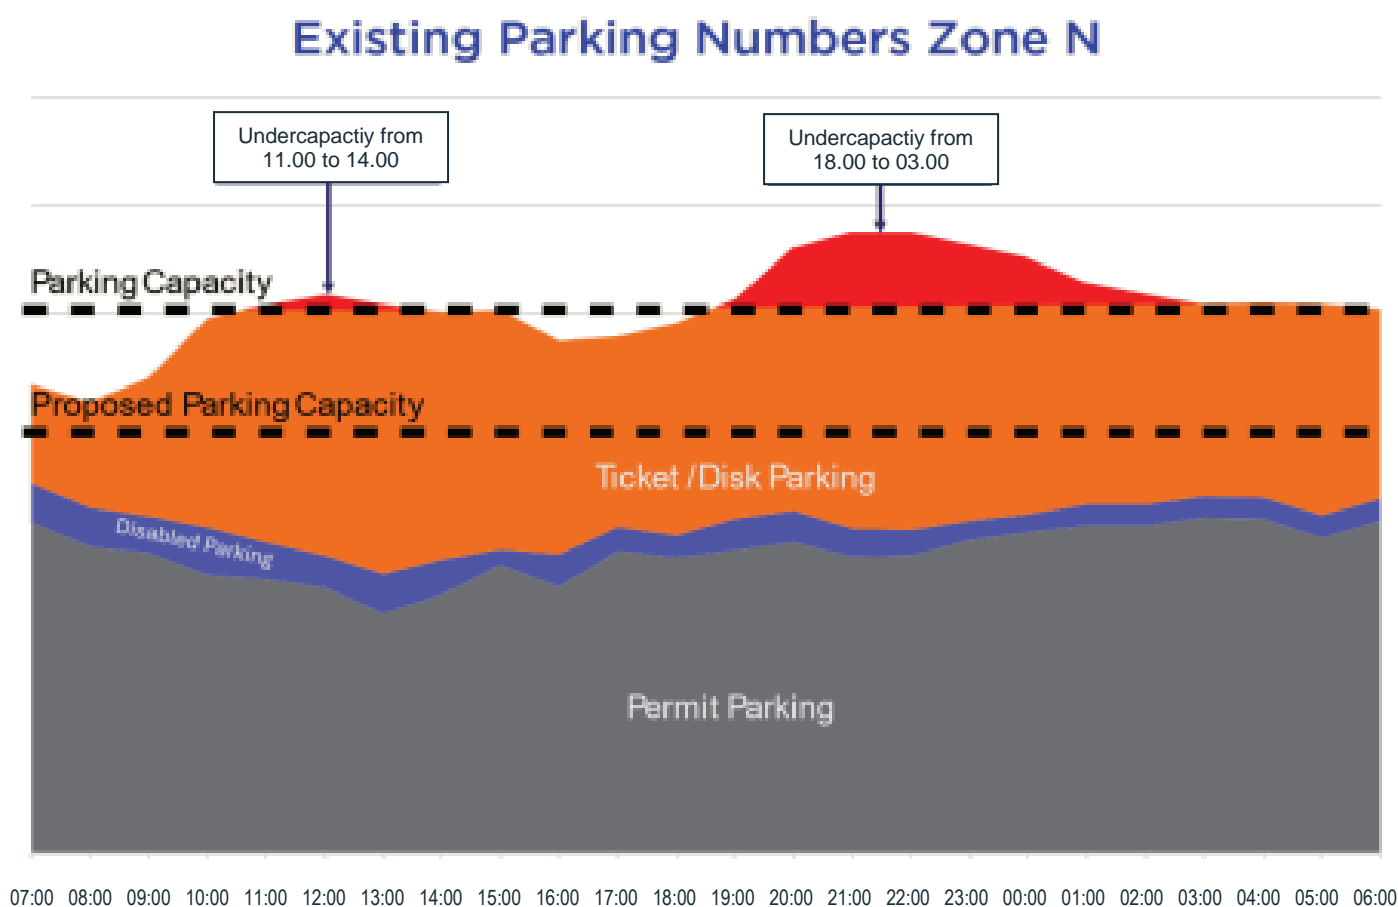 Existing Parking Numbers Zone N
Undercapactiy from
11.00 to 14.00
Undercapactiy from
18.00 to 03.00
Parking Capacity
Proposed Parking Capacity
Ticket /Disk Parking
Disabled Parking
Permit Parking
07:00 08:00 09:00 10:00 11:00 12:00 13:00 14:00 15:00 16:00 17:00 18:00 19:00 20:00 21:00 22:00 23:00 00:00 01:00 02:00 03:00 04:00 05:00 06:00